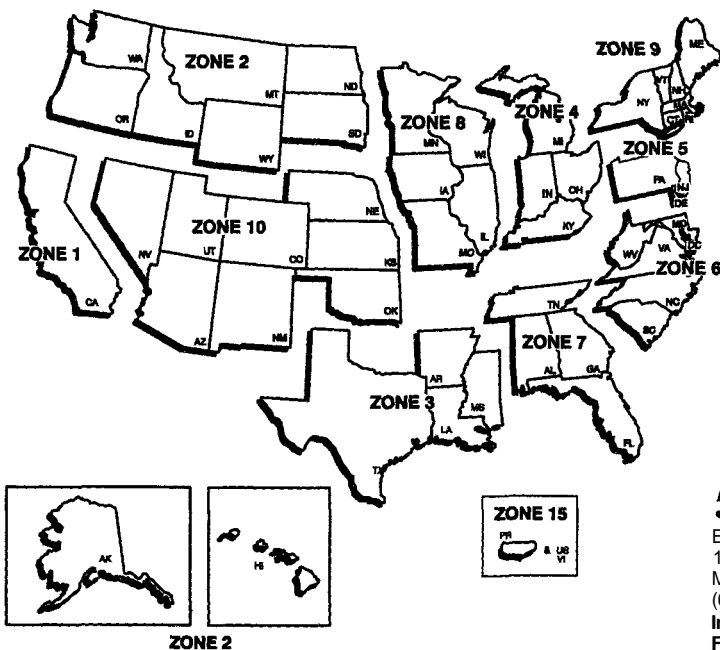 ZONE 9
ME
WA
ZONE 2
MT
ND
VT
NH
NY
MA
CT
RI
OR
ID
WY
SD
ZONE 8
MN
WI
ZONE 4
MI
ZONE 5
PA
NJ
DE
IA
IL
MO
IN
OH
KY
ZONE 1
CA
NV
ZONE 10
UT
CO
NE
KS
OK
AZ
NM
MD
DC
WV
VA
ZONE 6
NC
SC
TN
ZONE 7
AL
GA
FL
ZONE 3
AR
MS
LA
TX
AK
HI
ZONE 2
ZONE 15
PR
& US
VI
A
•
E
1
M
(
In
F